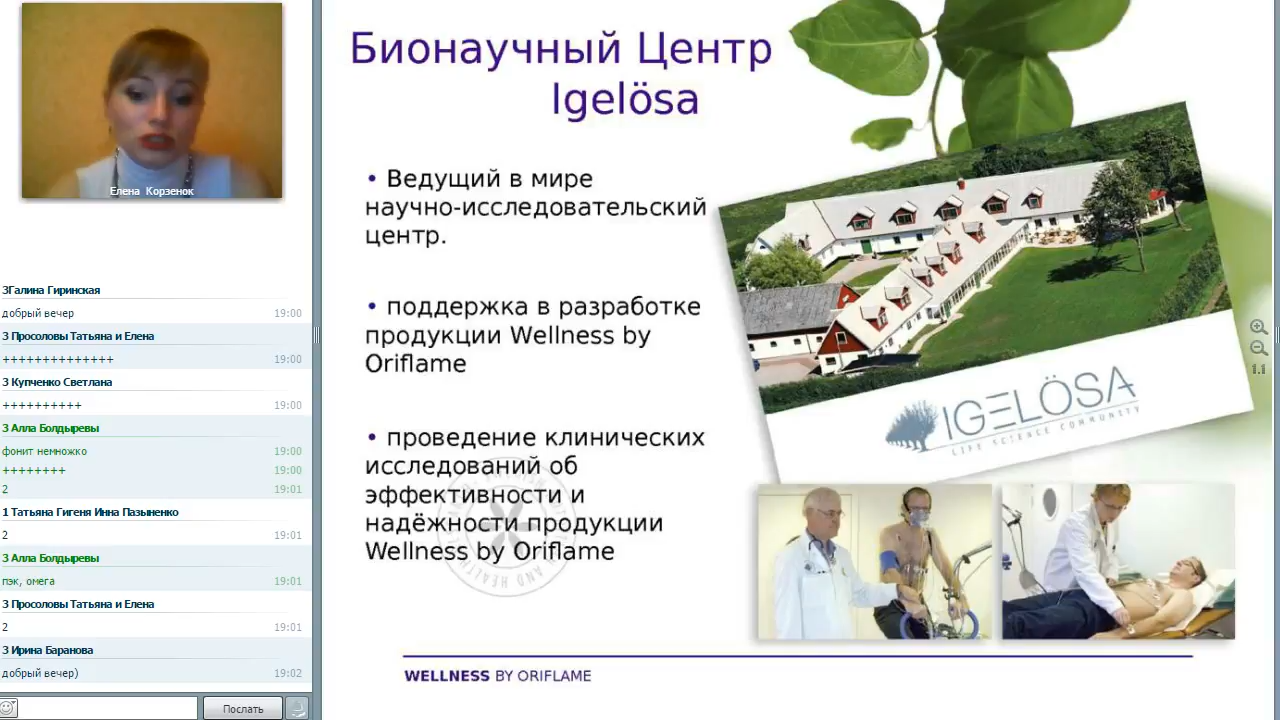 Елена Корзенок
3Галина Гиринская
добрый вечер 19:00
3 Просоловы Татьяна и Елена
++++++++++++++ 19:00
3 Купченко Светлана
++++++++++ 19:00
3 Алла Болдыревы
фонит немножко 19:00
++++++++ 19:00
2 19:01
1 Татьяна Гигеня Инна Пазыненко
2 19:01
3 Алла Болдыревы
пэк, омега 19:01
3 Просоловы Татьяна и Елена
2 19:01
3 Ирина Баранова
добрый вечер) 19:02
Послать
Бионаучный Центр
Igelösa
• Ведущий в мире
научно-исследовательский
центр.
• поддержка в разработке
продукции Wellness by
Oriflame
• проведение клинических
исследований об
эффективности и
надёжности продукции
Wellness by Oriflame
IGELÖSA
LIFE SCIENCE COMMUNITY
WELLNESS BY ORIFLAME
1.1